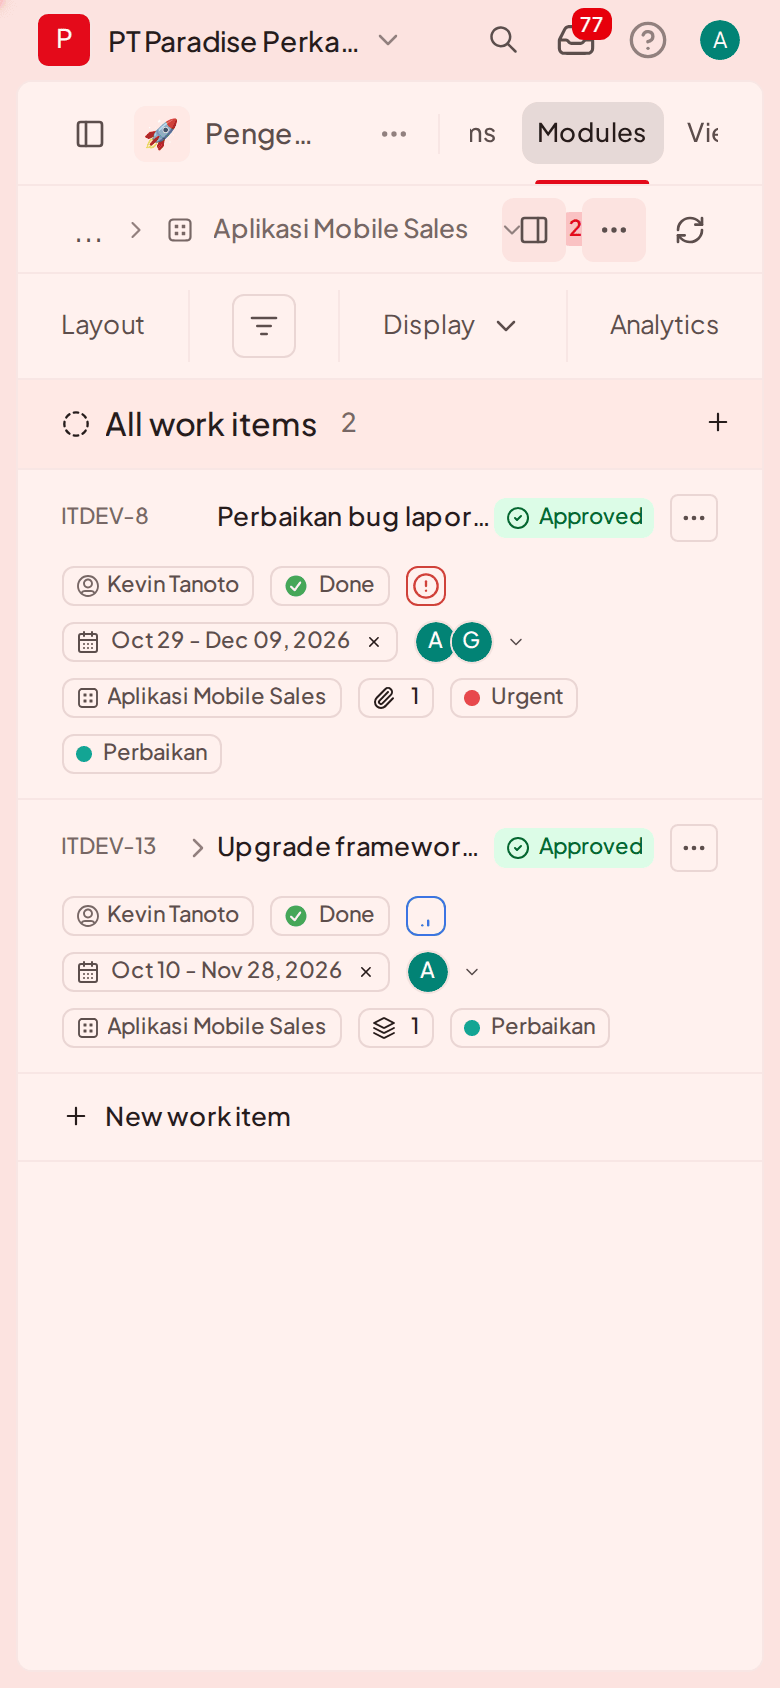 P PT Paradise Perka... 77 A
Penge... ns Modules Vie
... Aplikasi Mobile Sales 2
Layout Display Analytics
All work items 2
ITDEV-8 Perbaikan bug lapor... Approved
Kevin Tanoto Done
Oct 29 - Dec 09, 2026 A G
Aplikasi Mobile Sales 1 Urgent
Perbaikan
ITDEV-13 Upgrade framewor... Approved
Kevin Tanoto Done
Oct 10 - Nov 28, 2026 A
Aplikasi Mobile Sales 1 Perbaikan
New work item